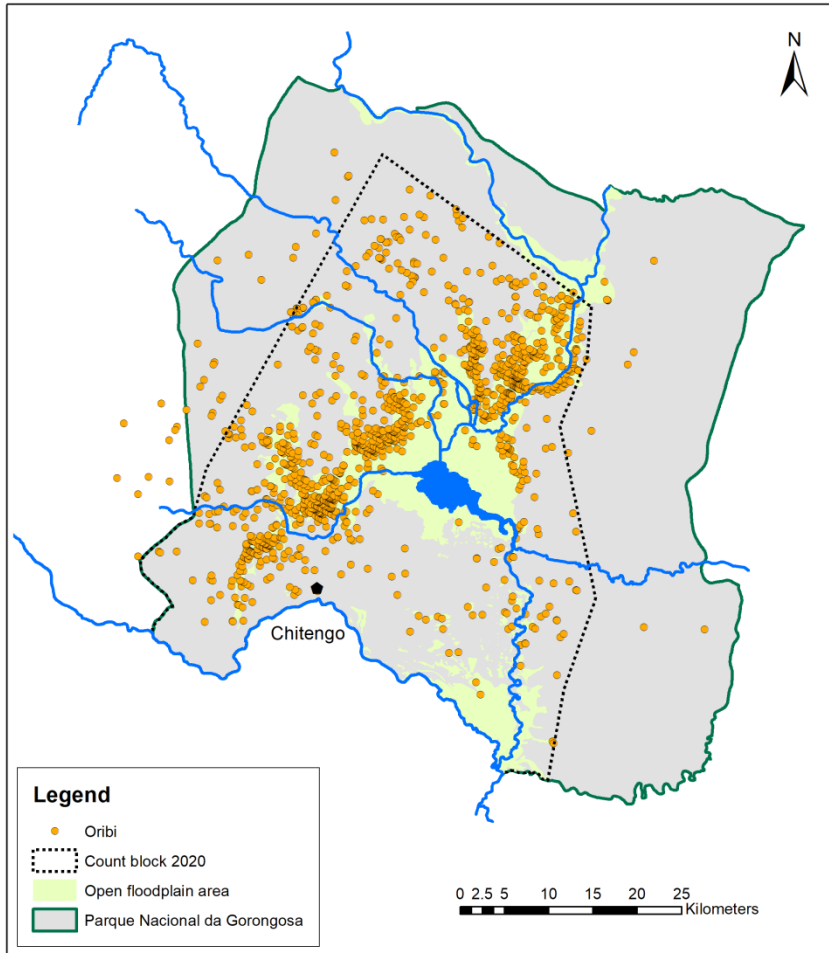 N
Chitengo
Legend
Oribi
Count block 2020
Open floodplain area
Parque Nacional da Gorongosa
0 2.5 5 10 15 20 25
Kilometers